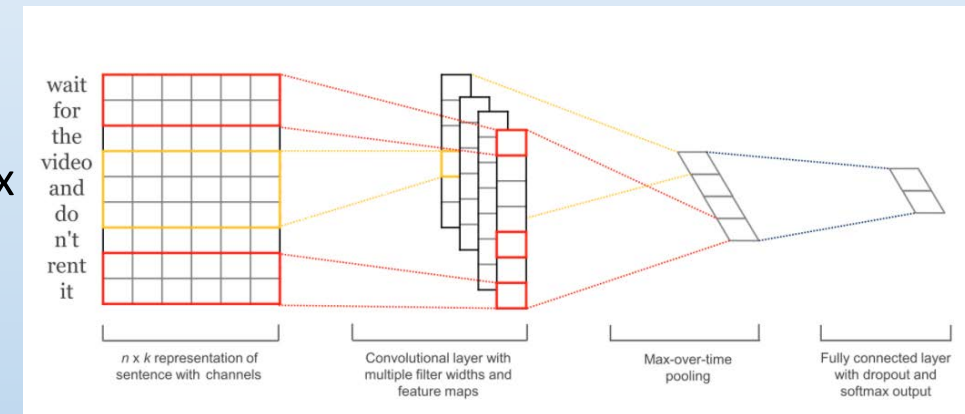 wait
for
the
video
and
do
n't
rent
it
x
n x k representation of
sentence with channels
Convolutional layer with
multiple filter widths and
feature maps
Max-over-time
pooling
Fully connected layer
with dropout and
softmax output